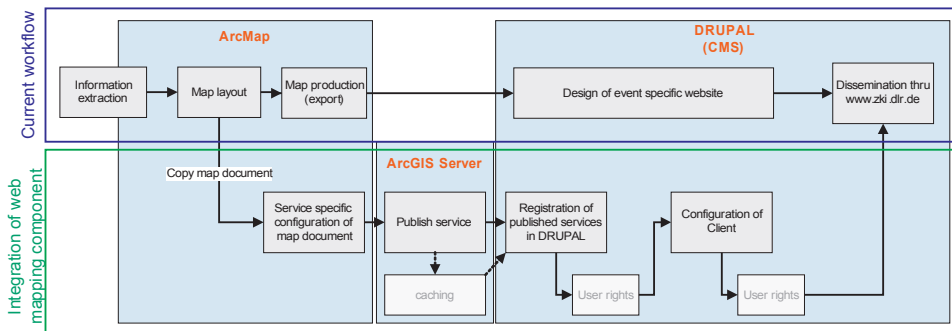 Current workflow
ArcMap
DRUPAL
(CMS)
Information
extraction
Map layout
Map production
(export)
Design of event specific website
Dissemination thru
www.zki.dlr.de
Integration of web
mapping component
Copy map document
ArcGIS Server
Service specific
configuration of
map document
Publish service
Registration of
published services
in DRUPAL
Configuration of
Client
caching
User rights
User rights